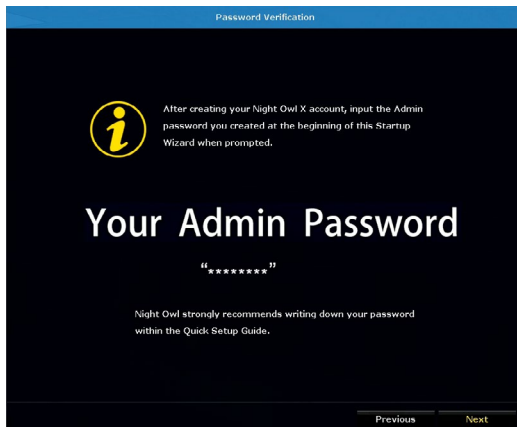 Password Verification
After creating your Night Owl X account, input the Admin
password you created at the beginning of this Startup
Wizard when prompted.
Your Admin Password
“********”
Night Owl strongly recommends writing down your password
within the Quick Setup Guide.
Previous Next